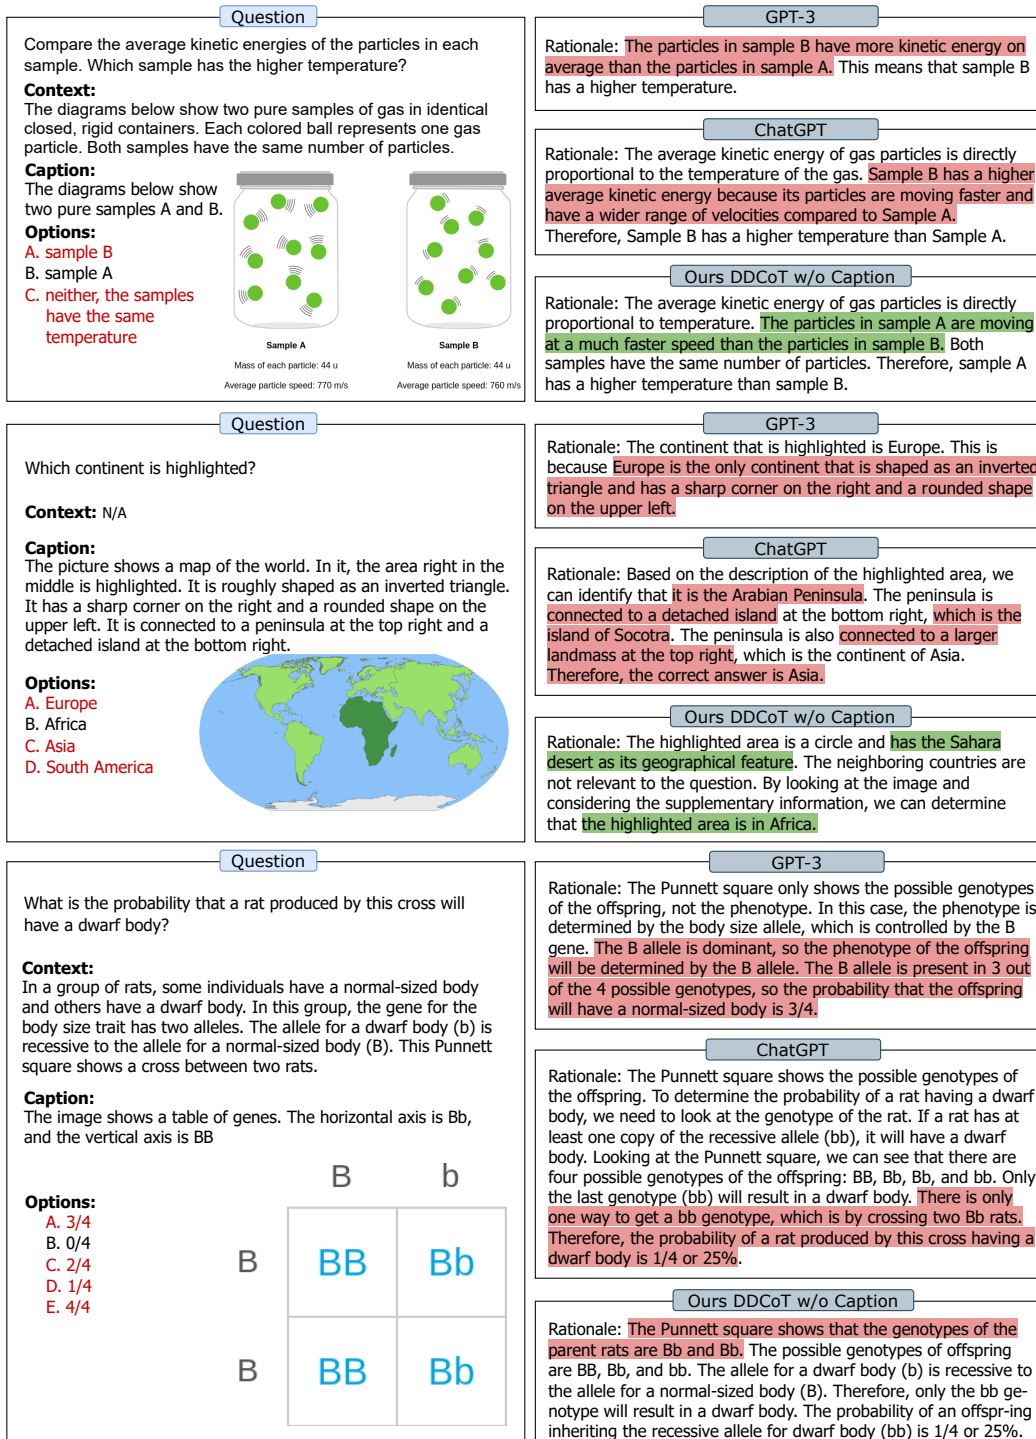 Question
Compare the average kinetic energies of the particles in each
sample. Which sample has the higher temperature?
Context:
The diagrams below show two pure samples of gas in identical
closed, rigid containers. Each colored ball represents one gas
particle. Both samples have the same number of particles.
Caption:
The diagrams below show
two pure samples A and B.
Options:
A. sample B
B. sample A
C. neither, the samples
have the same
temperature
Sample A
Mass of each particle: 44 u
Average particle speed: 770 m/s
Sample B
Mass of each particle: 44 u
Average particle speed: 760 m/s
GPT-3
Rationale: The particles in sample B have more kinetic energy on
average than the particles in sample A. This means that sample B
has a higher temperature.
ChatGPT
Rationale: The average kinetic energy of gas particles is directly
proportional to the temperature of the gas. Sample B has a higher
average kinetic energy because its particles are moving faster and
have a wider range of velocities compared to Sample A.
Therefore, Sample B has a higher temperature than Sample A.
Ours DDCoT w/o Caption
Rationale: The average kinetic energy of gas particles is directly
proportional to temperature. The particles in sample A are moving
at a much faster speed than the particles in sample B. Both
samples have the same number of particles. Therefore, sample A
has a higher temperature than sample B.
Question
Which continent is highlighted?
Context: N/A
Caption:
The picture shows a map of the world. In it, the area right in the
middle is highlighted. It is roughly shaped as an inverted triangle.
It has a sharp corner on the right and a rounded shape on the
upper left. It is connected to a peninsula at the top right and a
detached island at the bottom right.
Options:
A. Europe
B. Africa
C. Asia
D. South America
GPT-3
Rationale: The continent that is highlighted is Europe. This is
because Europe is the only continent that is shaped as an inverted
triangle and has a sharp corner on the right and a rounded shape
on the upper left.
ChatGPT
Rationale: Based on the description of the highlighted area, we
can identify that it is the Arabian Peninsula. The peninsula is
connected to a detached island at the bottom right, which is the
island of Socotra. The peninsula is also connected to a larger
landmass at the top right, which is the continent of Asia.
Therefore, the correct answer is Asia.
Ours DDCoT w/o Caption
Rationale: The highlighted area is a circle and has the Sahara
desert as its geographical feature. The neighboring countries are
not relevant to the question. By looking at the image and
considering the supplementary information, we can determine
that the highlighted area is in Africa.
Question
What is the probability that a rat produced by this cross will
have a dwarf body?
Context:
In a group of rats, some individuals have a normal-sized body
and others have a dwarf body. In this group, the gene for the
body size trait has two alleles. The allele for a dwarf body (b) is
recessive to the allele for a normal-sized body (B). This Punnett
square shows a cross between two rats.
Caption:
The image shows a table of genes. The horizontal axis is Bb,
and the vertical axis is BB
Options:
A. 3/4
B. 0/4
C. 2/4
D. 1/4
E. 4/4
B b
B BB Bb
B BB Bb
GPT-3
Rationale: The Punnett square only shows the possible genotypes
of the offspring, not the phenotype. In this case, the phenotype is
determined by the body size allele, which is controlled by the B
gene. The B allele is dominant, so the phenotype of the offspring
will be determined by the B allele. The B allele is present in 3 out
of the 4 possible genotypes, so the probability that the offspring
will have a normal-sized body is 3/4.
ChatGPT
Rationale: The Punnett square shows the possible genotypes of
the offspring. To determine the probability of a rat having a dwarf
body, we need to look at the genotype of the rat. If a rat has at
least one copy of the recessive allele (bb), it will have a dwarf
body. Looking at the Punnett square, we can see that there are
four possible genotypes of the offspring: BB, Bb, Bb, and bb. Only
the last genotype (bb) will result in a dwarf body. There is only
one way to get a bb genotype, which is by crossing two Bb rats.
Therefore, the probability of a rat produced by this cross having a
dwarf body is 1/4 or 25%.
Ours DDCoT w/o Caption
Rationale: The Punnett square shows that the genotypes of the
parent rats are Bb and Bb. The possible genotypes of offspring
are BB, Bb, and bb. The allele for a dwarf body (b) is recessive to
the allele for a normal-sized body (B). Therefore, only the bb ge-
notype will result in a dwarf body. The probability of an offspr-ing
inheriting the recessive allele for dwarf body (bb) is 1/4 or 25%.